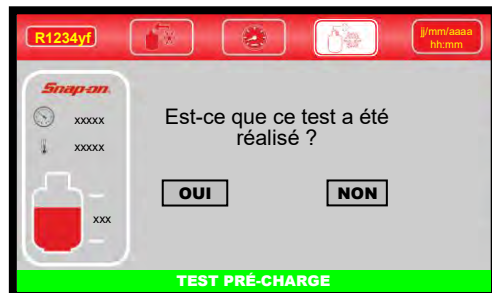 R1234yf
jj/mm/aaaa
hh:mm
Snap-on
xxxxx
xxxxx
xxx
Est-ce que ce test a été
réalisé ?
OUI
NON
TEST PRÉ-CHARGE